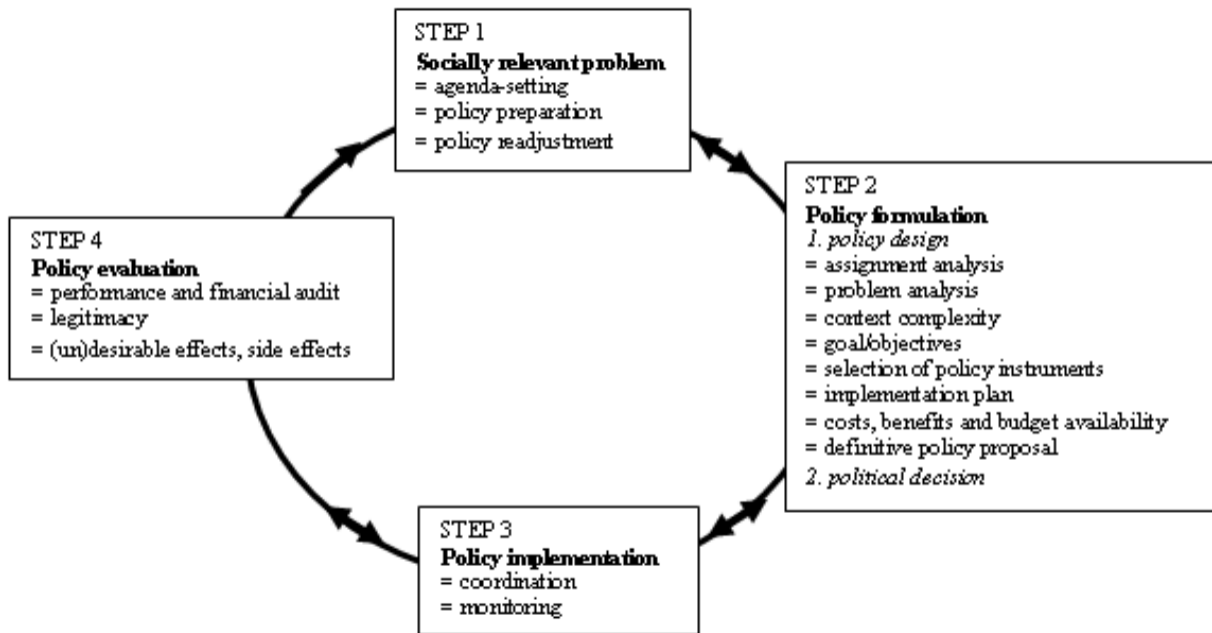 STEP 1
Socially relevant problem
= agenda-setting
= policy preparation
= policy readjustment
STEP 2
Policy formulation
1. policy design
= assignment analysis
= problem analysis
= context complexity
= goal/objectives
= selection of policy instruments
= implementation plan
= costs, benefits and budget availability
= definitive policy proposal
2. political decision
STEP 3
Policy implementation
= coordination
= monitoring
STEP 4
Policy evaluation
= performance and financial audit
= legitimacy
= (un)desirable effects, side effects